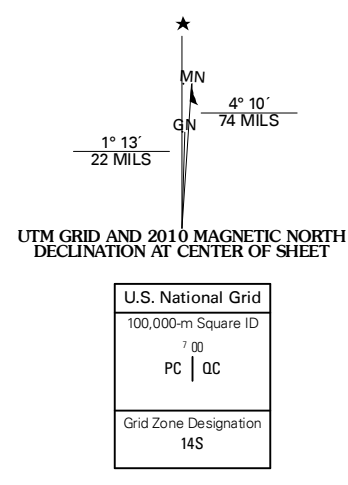 ★
MN
GN
4° 10´
74 MILS
1° 13´
22 MILS
UTM GRID AND 2010 MAGNETIC NORTH
DECLINATION AT CENTER OF SHEET
U.S. National Grid
100,000-m Square ID
7 00
PC | QC
Grid Zone Designation
14S